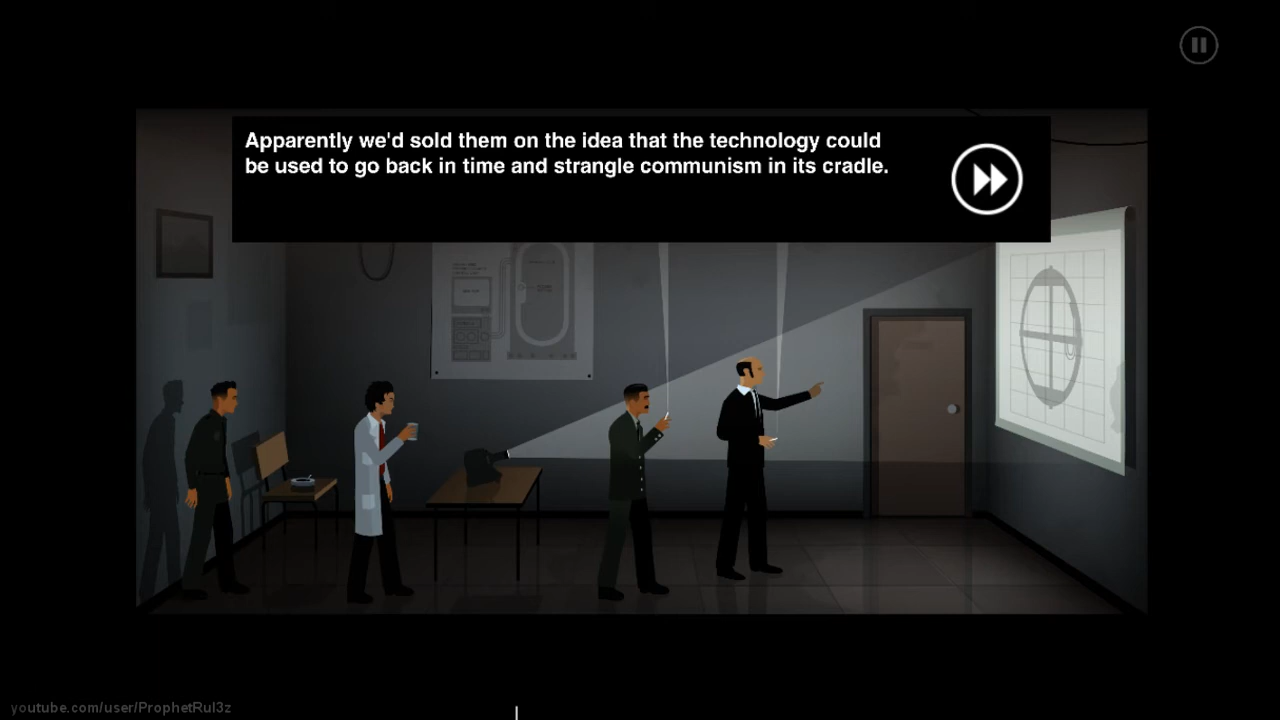 Apparently we'd sold them on the idea that the technology could
be used to go back in time and strangle communism in its cradle.
youtube.com/user/ProphetRul3z